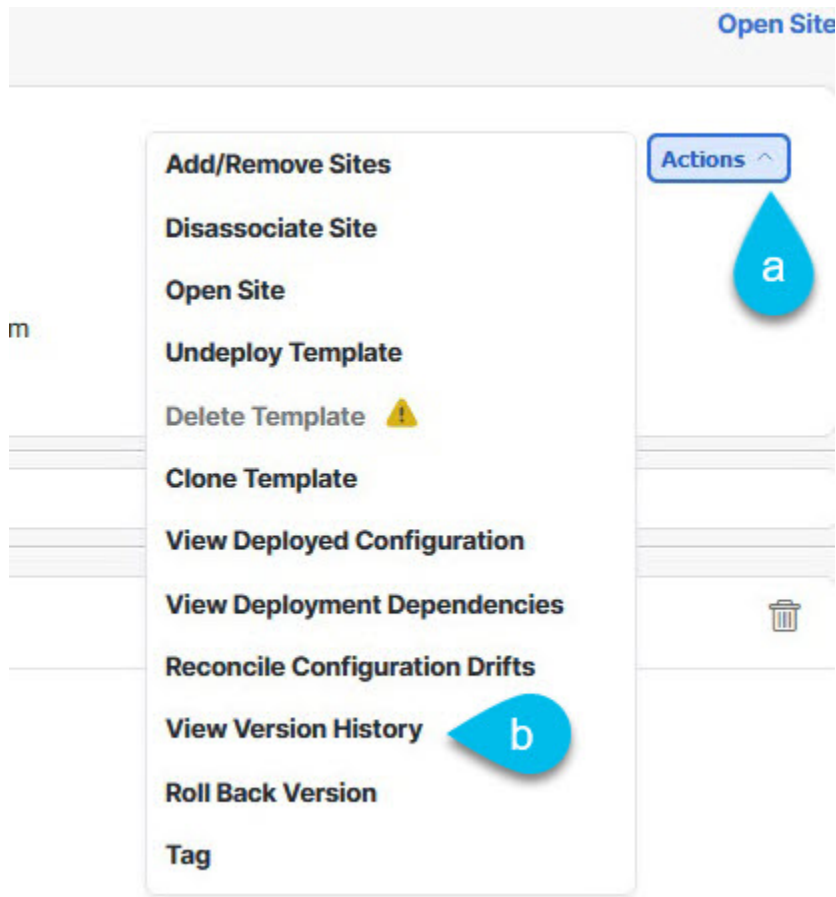 Open Site
Add/Remove Sites
Actions
Disassociate Site
a
Open Site
m
Undeploy Template
Delete Template
Clone Template
View Deployed Configuration
View Deployment Dependencies
Reconcile Configuration Drifts
View Version History
b
Roll Back Version
Tag